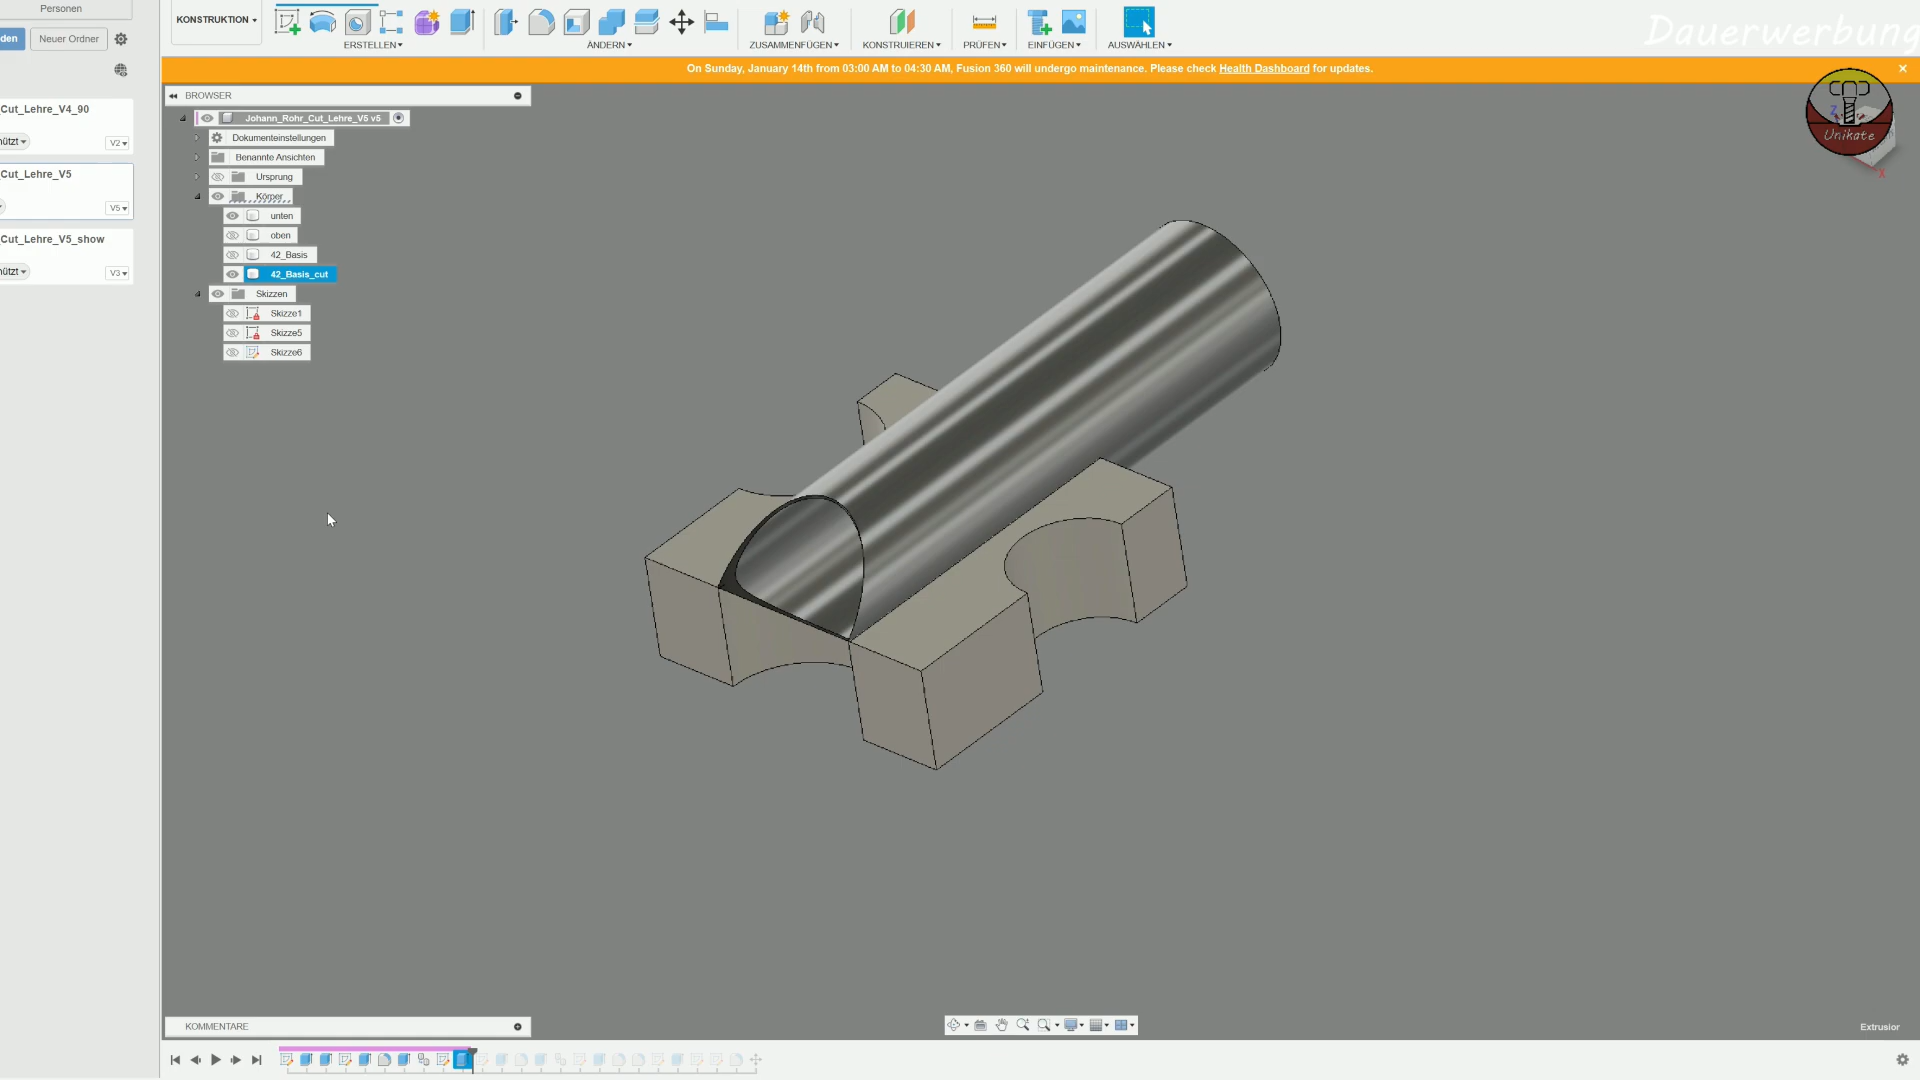 Personen
den
Neuer Ordner
Cut_Lehre_V4_90
nützt
V2
Cut_Lehre_V5
V5
Cut_Lehre_V5_show
nützt
V3
KONSTRUKTION
ERSTELLEN
ÄNDERN
ZUSAMMENFÜGEN
KONSTRUIEREN
PRÜFEN
EINFÜGEN
AUSWÄHLEN
Dauerwerbung
On Sunday, January 14th from 03:00 AM to 04:30 AM, Fusion 360 will undergo maintenance. Please check Health Dashboard for updates.
BROWSER
Johann_Rohr_Cut_Lehre_V5 v5
Dokumenteinstellungen
Benannte Ansichten
Ursprung
Körper
unten
oben
42_Basis
42_Basis_cut
Skizzen
Skizze1
Skizze5
Skizze6
Z
Unikate
X
KOMMENTARE
Extrusior